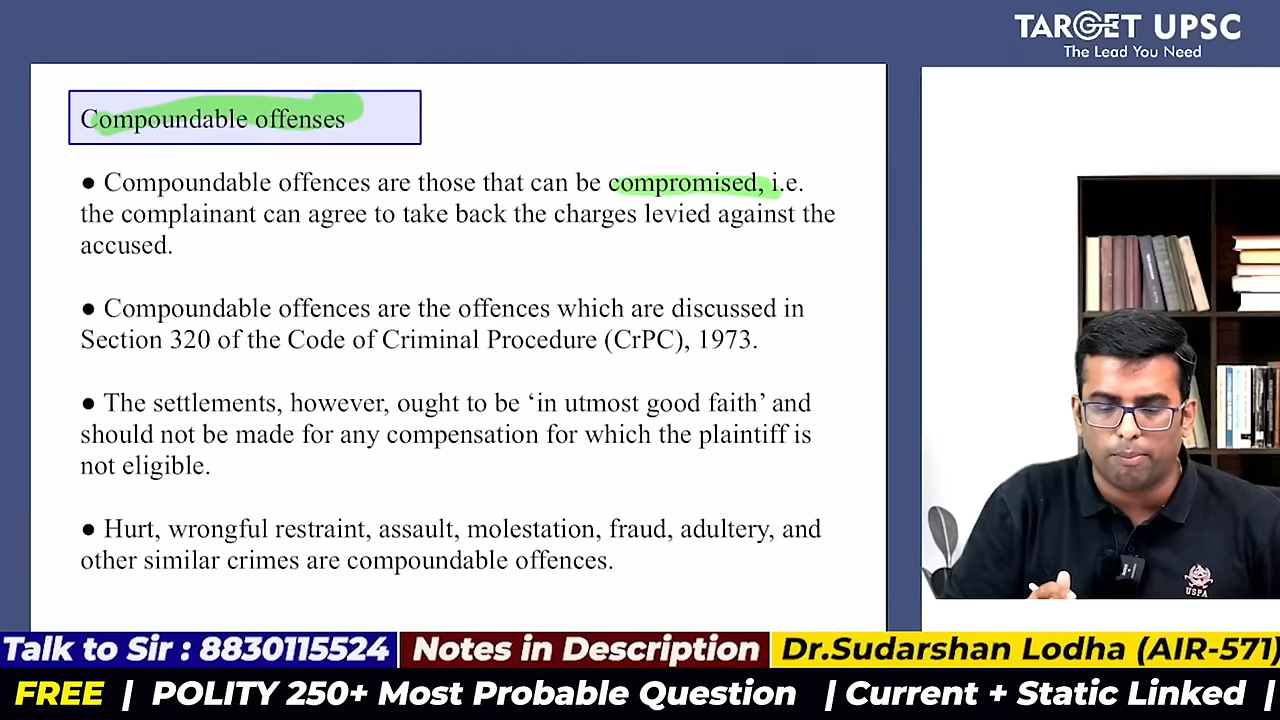 TARGET UPSC
The Lead You Need
Compoundable offenses
● Compoundable offences are those that can be compromised, i.e.
the complainant can agree to take back the charges levied against the
accused.
● Compoundable offences are the offences which are discussed in
Section 320 of the Code of Criminal Procedure (CrPC), 1973.
● The settlements, however, ought to be ‘in utmost good faith’ and
should not be made for any compensation for which the plaintiff is
not eligible.
● Hurt, wrongful restraint, assault, molestation, fraud, adultery, and
other similar crimes are compoundable offences.
USPA
Talk to Sir : 8830115524 Notes in Description Dr.Sudarshan Lodha (AIR-571)
FREE | POLITY 250+ Most Probable Question | Current + Static Linked |